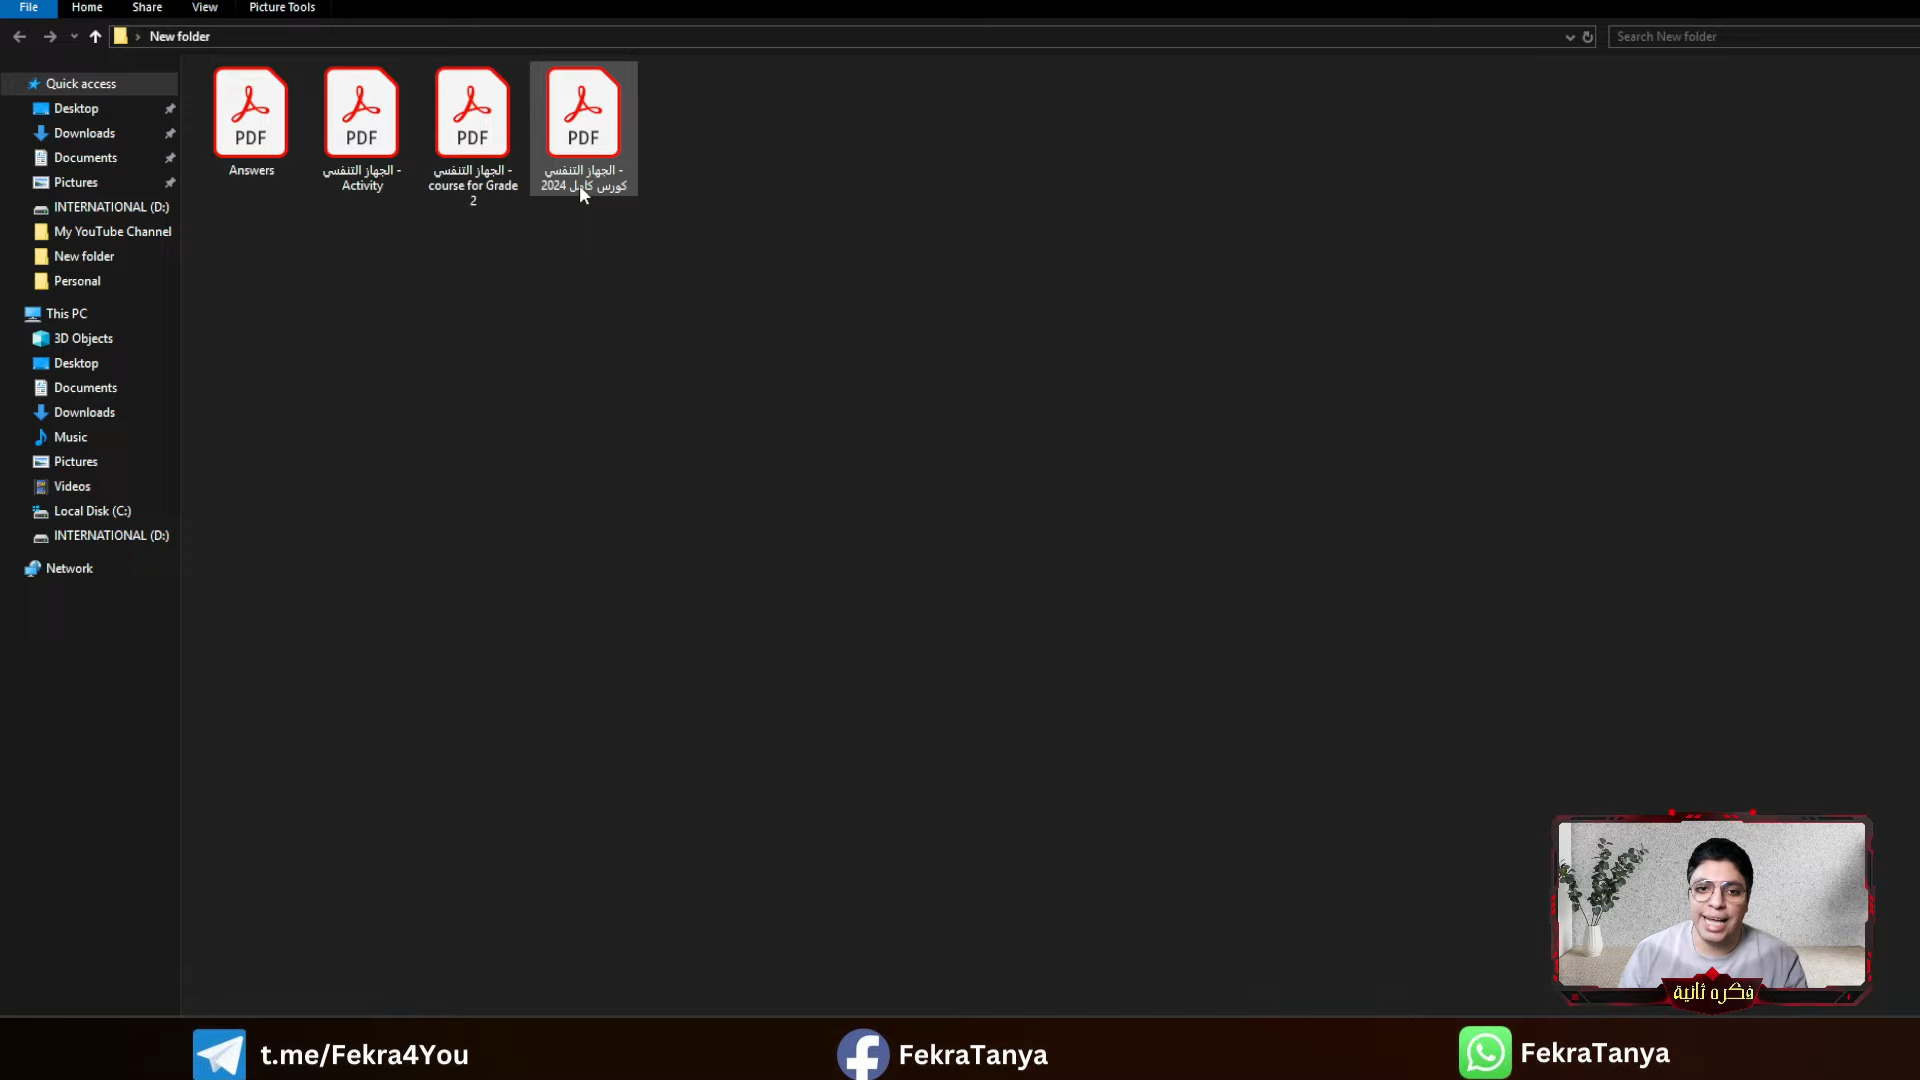 File Home Share View Picture Tools
New folder
Search New folder
Quick access
Desktop
Downloads
Documents
Pictures
INTERNATIONAL (D:)
My YouTube Channel
New folder
Personal
This PC
3D Objects
Desktop
Documents
Downloads
Music
Pictures
Videos
Local Disk (C:)
INTERNATIONAL (D:)
Network
PDF
Answers
PDF
الجهاز التنفسي -
Activity
PDF
الجهاز التنفسي -
course for Grade
2
PDF
الجهاز التنفسي -
كورس كامل 2024
فكره ثانية
t.me/Fekra4You
FekraTanya
FekraTanya